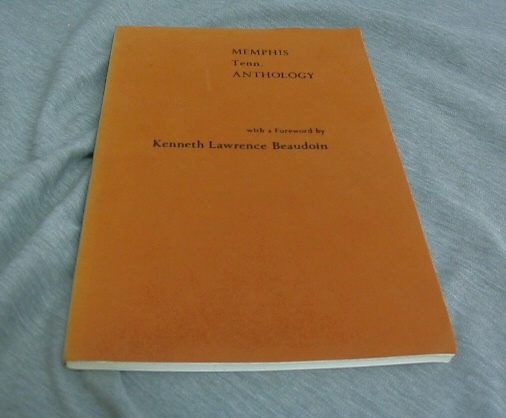 MEMPHIS
Tenn.
ANTHOLOGY
with a Foreword by
Kenneth Lawrence Beaudoin